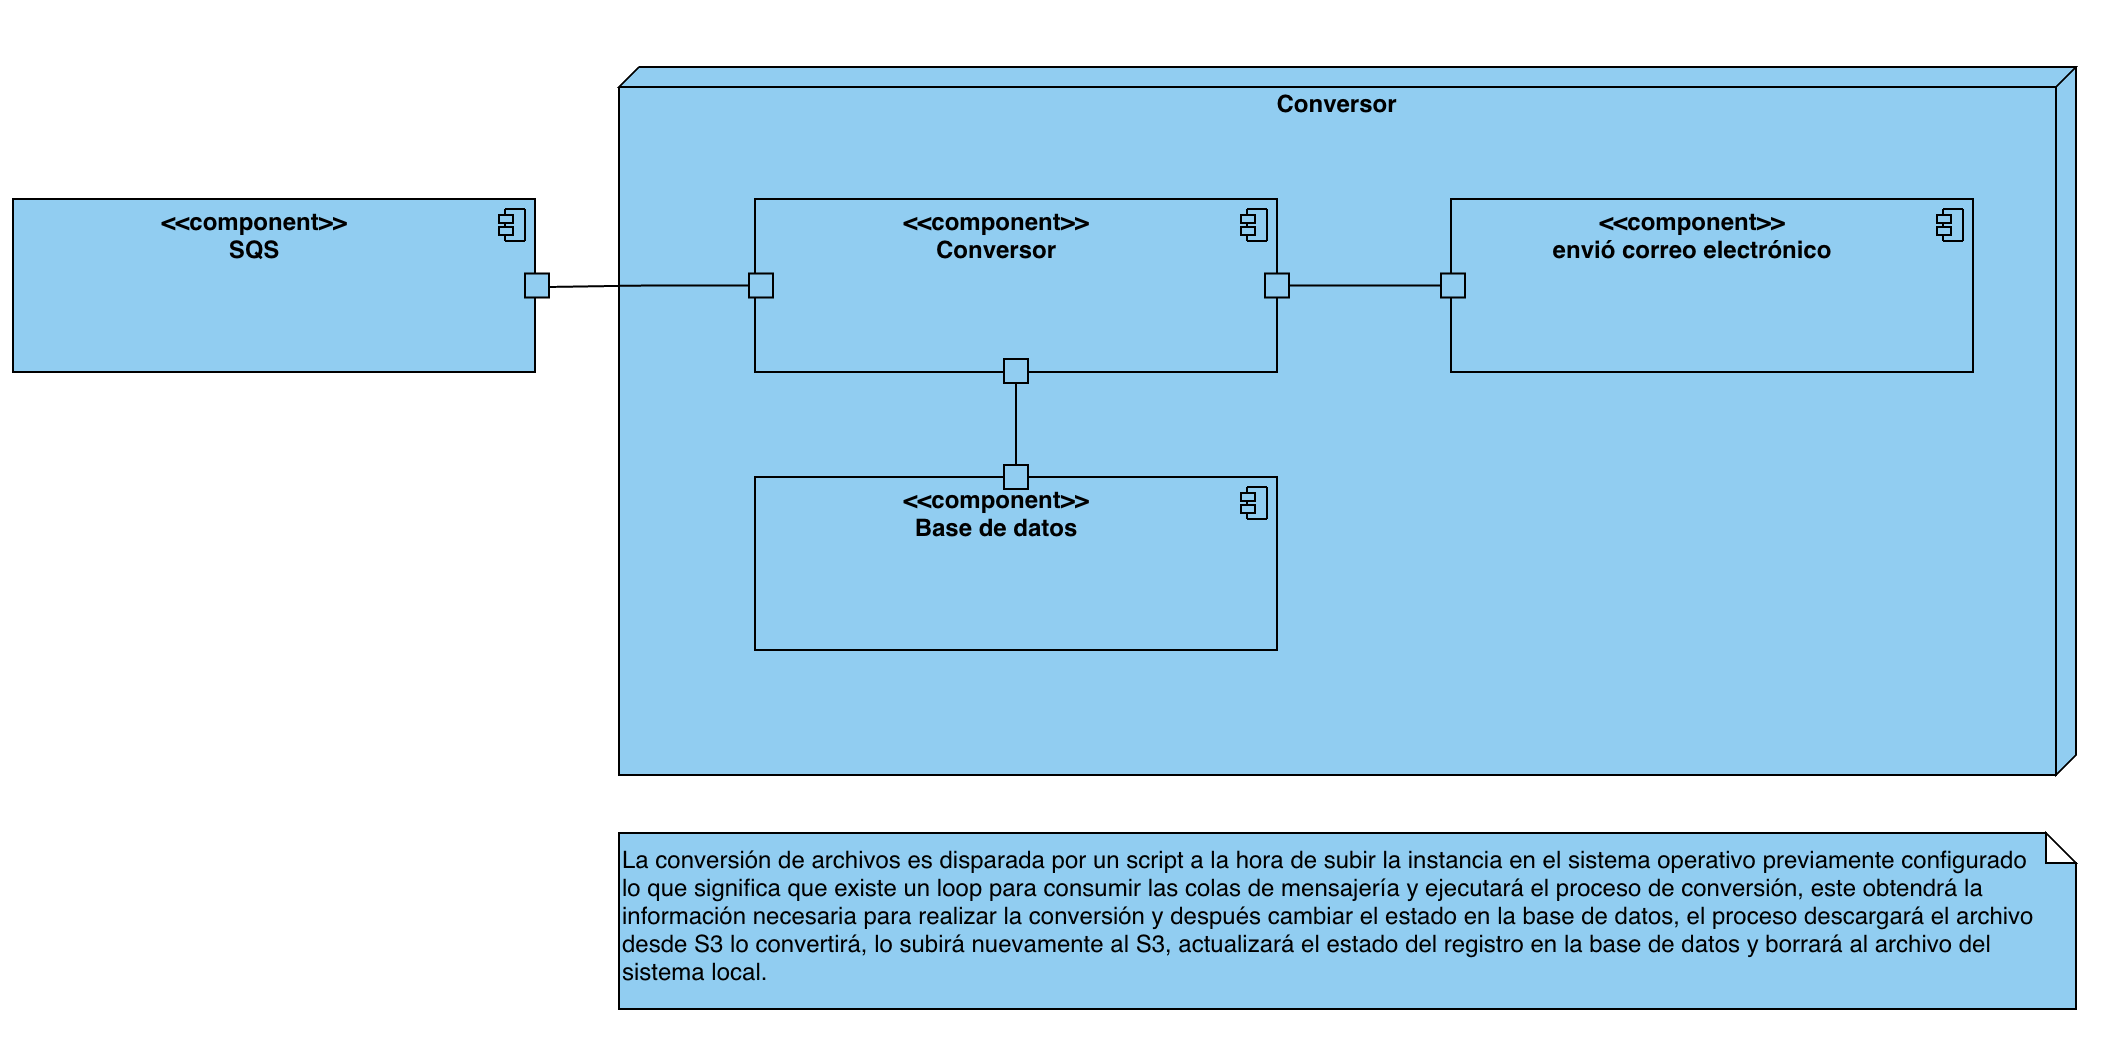 Conversor
<<component>>
SQS
<<component>>
Conversor
<<component>>
envió correo electrónico
<<component>>
Base de datos
La conversión de archivos es disparada por un script a la hora de subir la instancia en el sistema operativo previamente configurado
lo que significa que existe un loop para consumir las colas de mensajería y ejecutará el proceso de conversión, este obtendrá la
información necesaria para realizar la conversión y después cambiar el estado en la base de datos, el proceso descargará el archivo
desde S3 lo convertirá, lo subirá nuevamente al S3, actualizará el estado del registro en la base de datos y borrará al archivo del
sistema local.